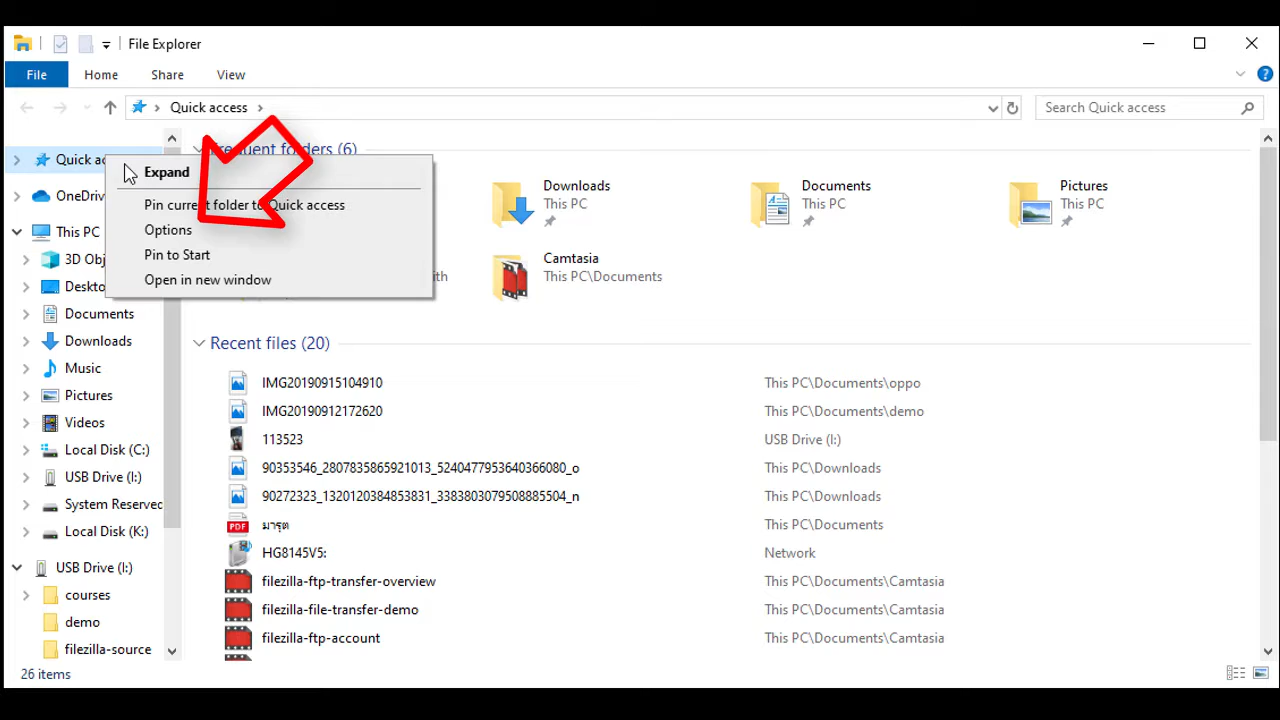 File Explorer
File Home Share View
Quick access
Search Quick access
Quick ac
OneDriv
This PC
3D Obj
Deskto
Documents
Downloads
Music
Pictures
Videos
Local Disk (C:)
USB Drive (I:)
System Reserved
Local Disk (K:)
USB Drive (I:)
courses
demo
filezilla-source
Expand
Pin current folder to Quick access
Options
Pin to Start
Open in new window
Frequent folders (6)
Downloads
This PC
Documents
This PC
Pictures
This PC
ith
Camtasia
This PC\Documents
Recent files (20)
IMG20190915104910 This PC\Documents\oppo
IMG20190912172620 This PC\Documents\demo
113523 USB Drive (I:)
90353546_2807835865921013_5240477953640366080_o This PC\Downloads
90272323_1320120384853831_3383803079508885504_n This PC\Downloads
PDF มารุต This PC\Documents
HG8145V5: Network
filezilla-ftp-transfer-overview This PC\Documents\Camtasia
filezilla-file-transfer-demo This PC\Documents\Camtasia
filezilla-ftp-account This PC\Documents\Camtasia
26 items